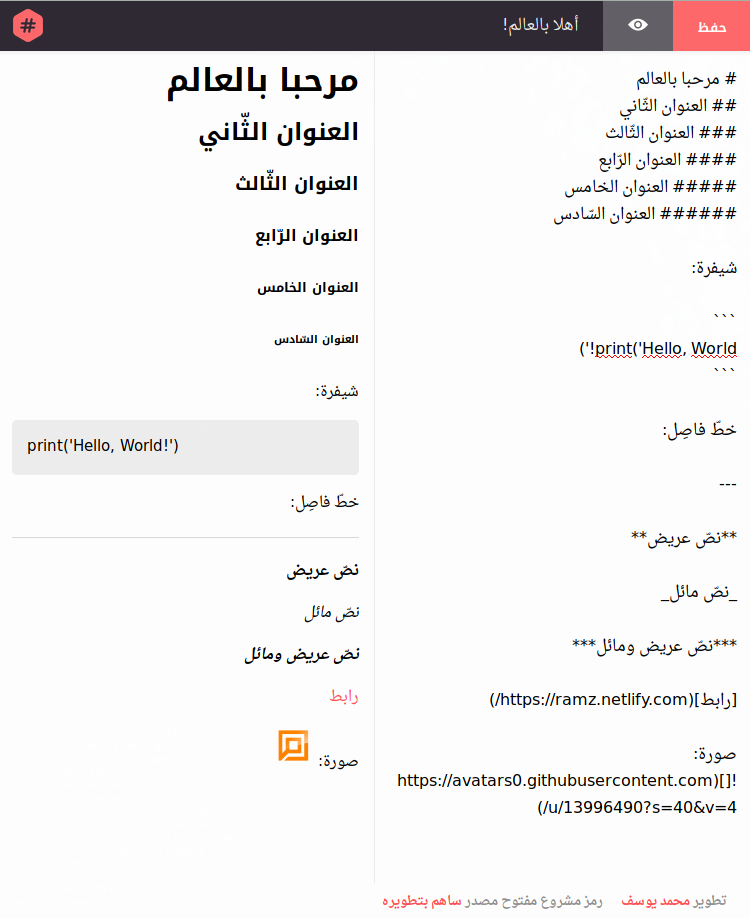 حفظ
أهلا بالعالم!
#
# مرحبا بالعالم
## العنوان الثّاني
### العنوان الثّالث
#### العنوان الرّابع
##### العنوان الخامس
###### العنوان السّادس
شيفرة:
```
print('Hello, World!')
```
خطّ فاصِل:
---
**نصّ عريض**
_نصّ مائل_
***نصّ عريض ومائل***
[رابط](https://ramz.netlify.com/)
صورة:
![](https://avatars0.githubusercontent.com
/u/13996490?s=40&v=4)
مرحبا بالعالم
العنوان الثّاني
العنوان الثّالث
العنوان الرّابع
العنوان الخامس
العنوان السّادس
شيفرة:
print('Hello, World!')
خطّ فاصِل:
نصّ عريض
نصّ مائل
نصّ عريض ومائل
رابط
صورة:
تطوير محمد يوسف رمز مشروع مفتوح مصدر ساهم بتطويره